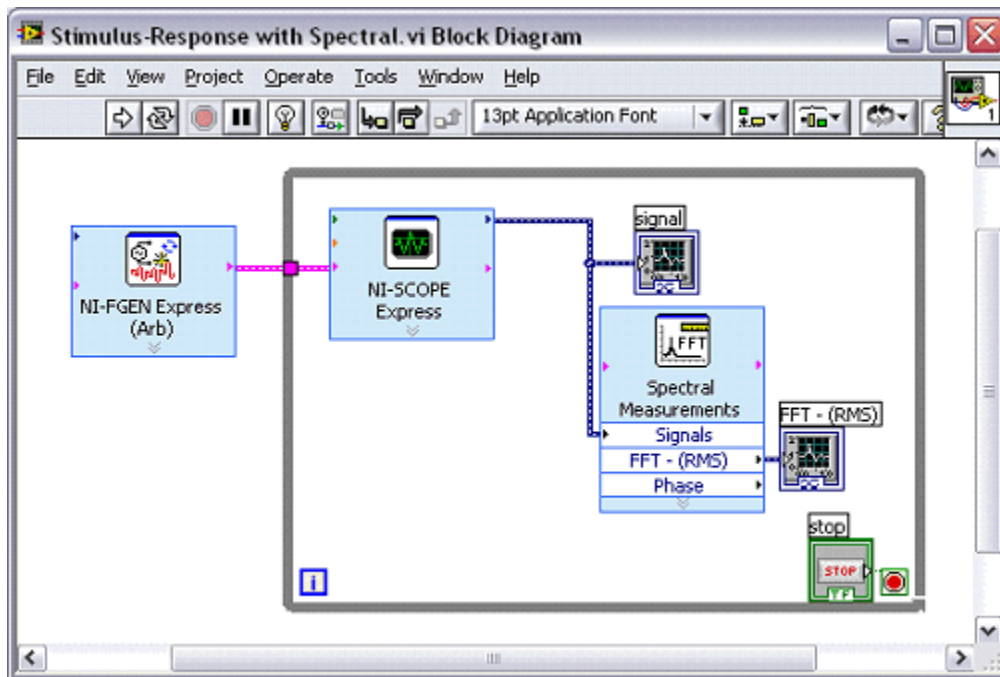 Stimulus-Response with Spectral.vi Block Diagram
File Edit View Project Operate Tools Window Help
13pt Application Font
?
1
NI-FGEN Express
(Arb)
NI-SCOPE
Express
signal
FFT
Spectral
Measurements
Signals
FFT - (RMS)
Phase
FFT - (RMS)
stop
STOP
TF
i